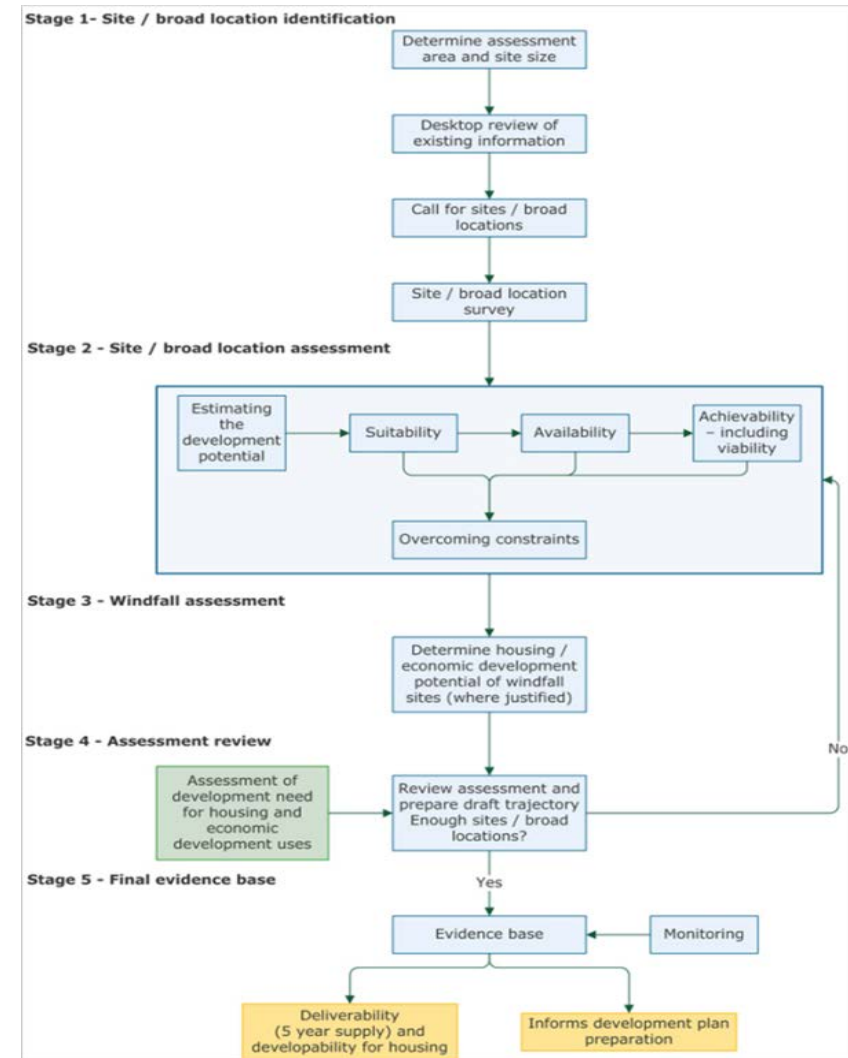 Stage 1- Site / broad location identification
Determine assessment
area and site size
Desktop review of
existing information
Call for sites / broad
locations
Site / broad location
survey
Stage 2 - Site / broad location assessment
Estimating
the
development
potential
Suitability
Availability
Achievability
– including
viability
Overcoming constraints
Stage 3 - Windfall assessment
Determine housing /
economic development
potential of windfall
sites (where justified)
Stage 4 - Assessment review
No
Assessment of
development need
for housing and
economic
development uses
Review assessment and
prepare draft trajectory
Enough sites / broad
locations?
Stage 5 - Final evidence base
Yes
Evidence base
Monitoring
Deliverability
(5 year supply) and
developability for housing
Informs development plan
preparation